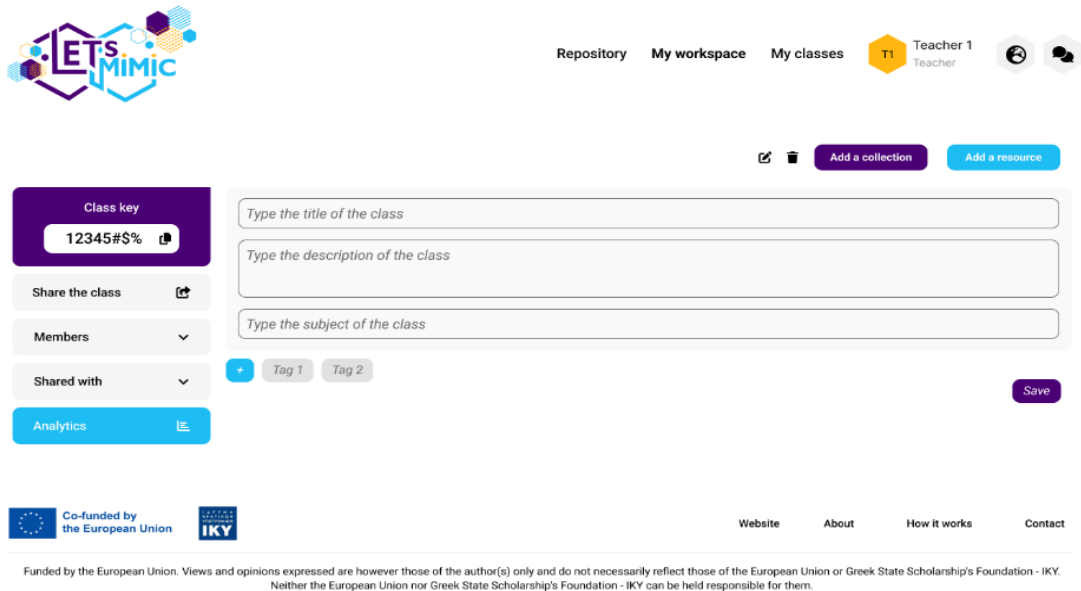 LET'S
MiMiC
Repository
My workspace
My classes
T1
Teacher 1
Teacher
Add a collection
Add a resource
Class key
12345#$%
Share the class
Members
Shared with
Analytics
Type the title of the class
Type the description of the class
Type the subject of the class
+ Tag 1 Tag 2
Save
Co-funded by
the European Union
IKY
Website
About
How it works
Contact
Funded by the European Union. Views and opinions expressed are however those of the author(s) only and do not necessarily reflect those of the European Union or Greek State Scholarship's Foundation - IKY.
Neither the European Union nor Greek State Scholarship's Foundation - IKY can be held responsible for them.